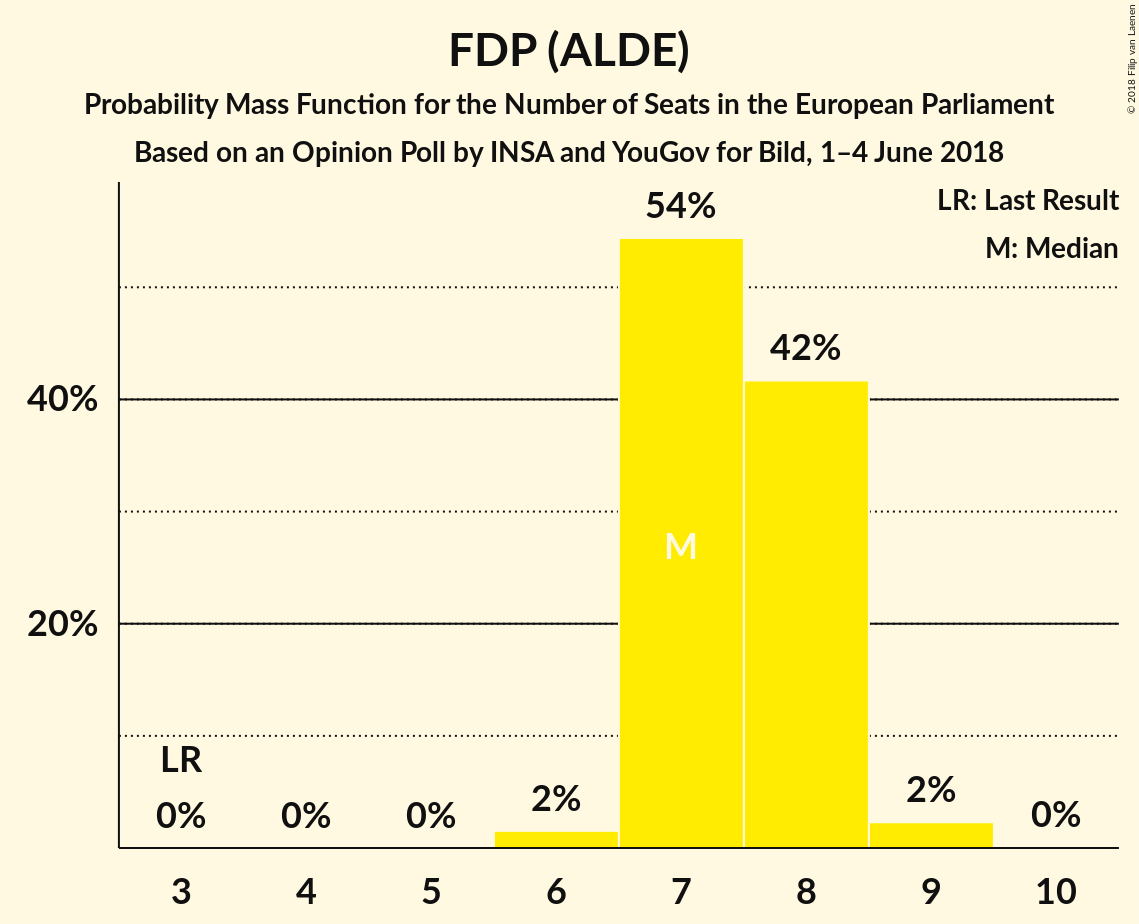 FDP (ALDE)
Probability Mass Function for the Number of Seats in the European Parliament
Based on an Opinion Poll by INSA and YouGov for Bild, 1–4 June 2018
© 2018 Filip van Laenen
LR: Last Result
M: Median
54%
42%
40%
M
20%
LR
0%
0%
0%
2%
2%
0%
3
4
5
6
7
8
9
10